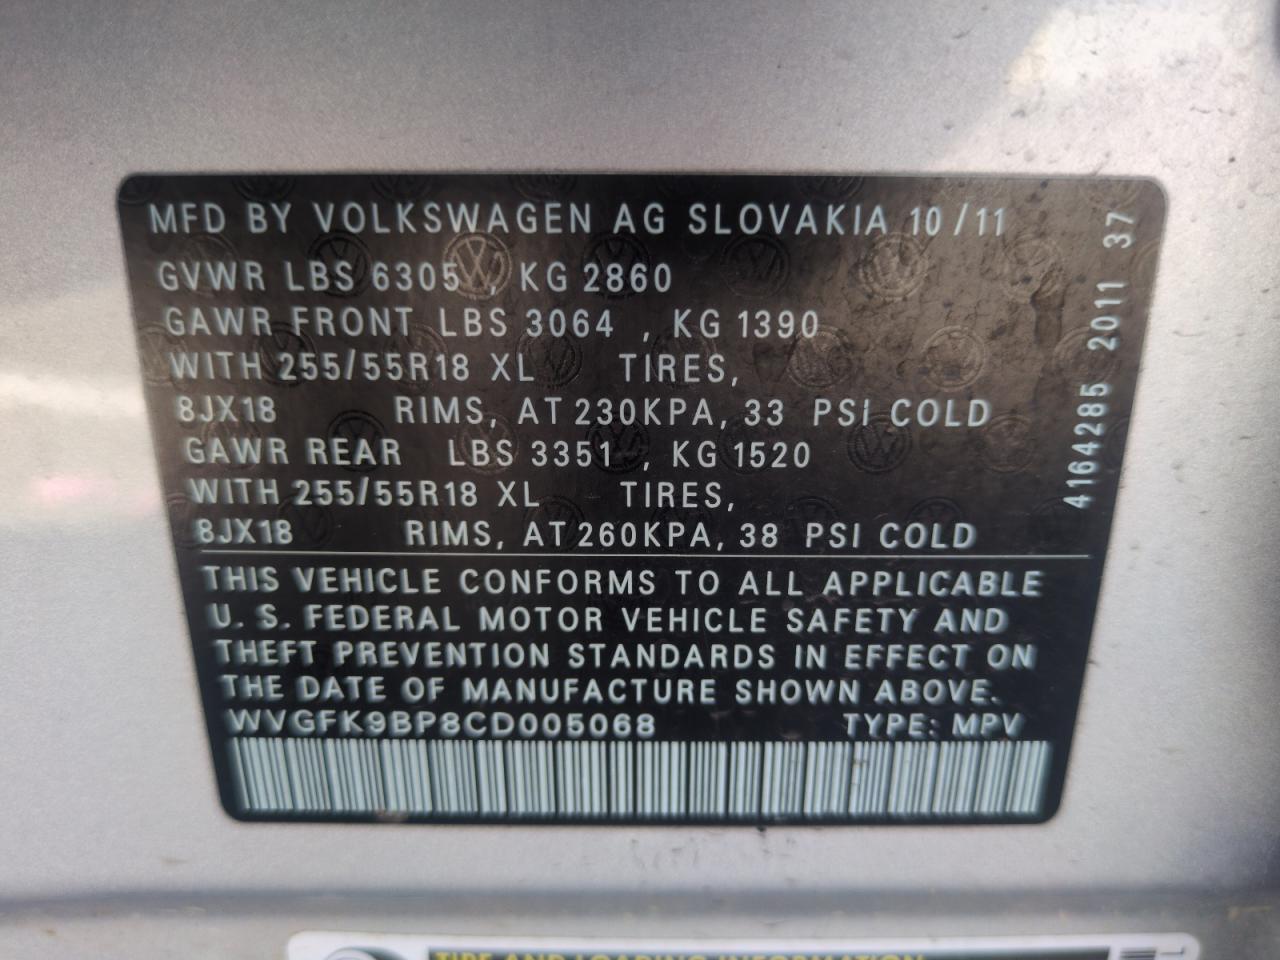 MFD BY VOLKSWAGEN AG SLOVAKIA 10/11
GVWR LBS 6305 , KG 2860
GAWR FRONT LBS 3064 , KG 1390
WITH 255/55R18 XL TIRES,
8JX18 RIMS, AT 230KPA, 33 PSI COLD
GAWR REAR LBS 3351 , KG 1520
WITH 255/55R18 XL TIRES,
8JX18 RIMS, AT 260KPA, 38 PSI COLD
4164285 2011 37
THIS VEHICLE CONFORMS TO ALL APPLICABLE
U. S. FEDERAL MOTOR VEHICLE SAFETY AND
THEFT PREVENTION STANDARDS IN EFFECT ON
THE DATE OF MANUFACTURE SHOWN ABOVE.
WVGFK9BP8CD005068 TYPE: MPV
TIRE AND LOADING INFORMATION